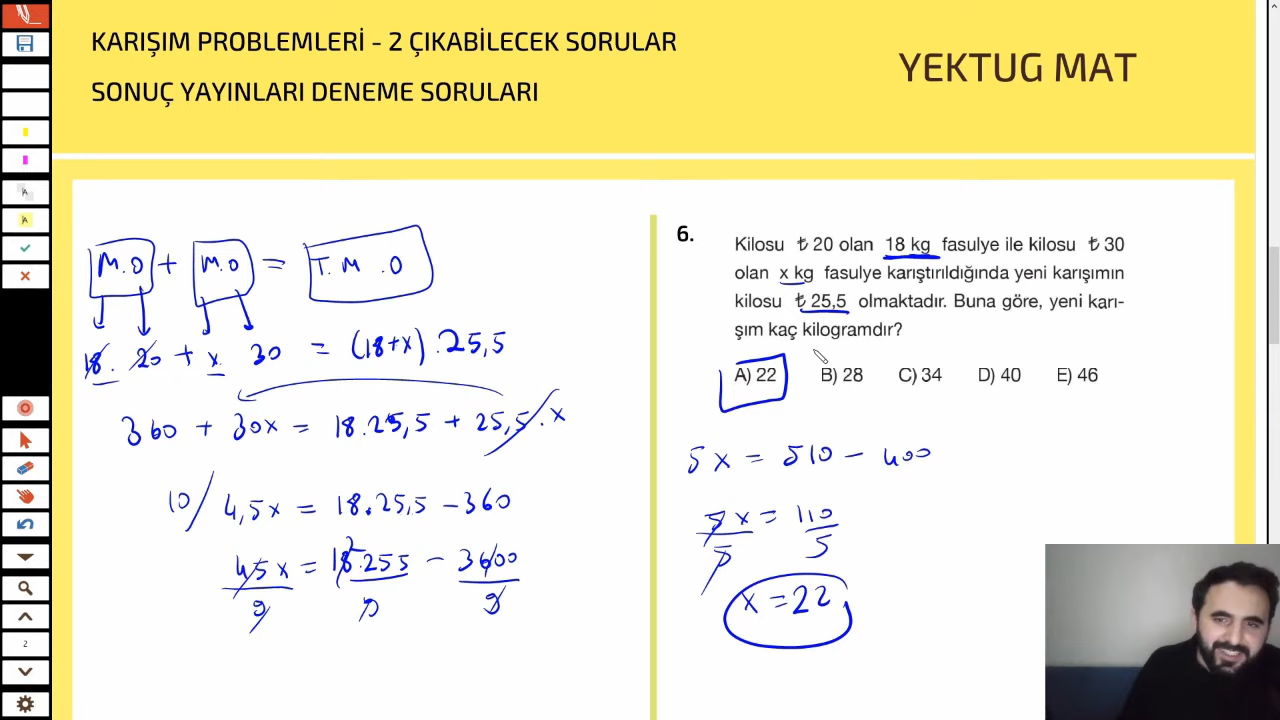 KARIŞIM PROBLEMLERİ - 2 ÇIKABİLECEK SORULAR
SONUÇ YAYINLARI DENEME SORULARI
YEKTUG MAT
M.O + M.O = T.M.O
18 . 20 + x . 30 = (18+x) . 25,5
360 + 30x = 18.25,5 + 25,5.x
10/ 4,5x = 18.25,5 - 360
45x/9 = 18².255/9 - 3600/9
6.
Kilosu ₺ 20 olan 18 kg fasulye ile kilosu ₺ 30
olan x kg fasulye karıştırıldığında yeni karışımın
kilosu ₺ 25,5 olmaktadır. Buna göre, yeni karı-
şım kaç kilogramdır?
A) 22 B) 28 C) 34 D) 40 E) 46
5x = 510 - 400
5x/5 = 110/5
x = 22
2